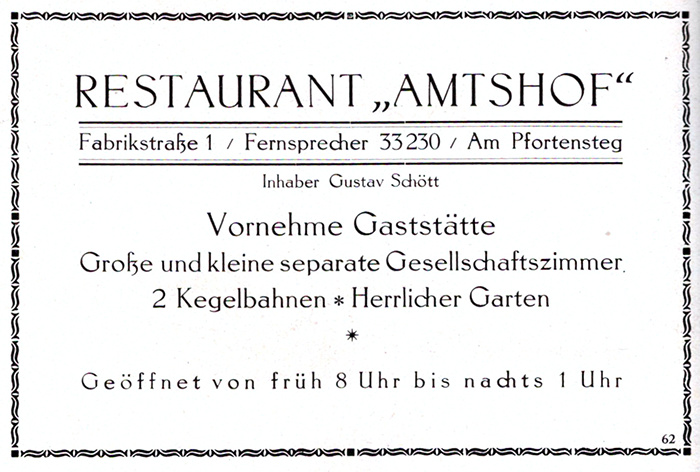 RESTAURANT „AMTSHOF“
Fabrikstraße 1 / Fernsprecher 33230 / Am Pfortensteg
Inhaber Gustav Schött
Vornehme Gaststätte
Große und kleine separate Gesellschaftszimmer.
2 Kegelbahnen * Herrlicher Garten
*
Geöffnet von früh 8 Uhr bis nachts 1 Uhr
62